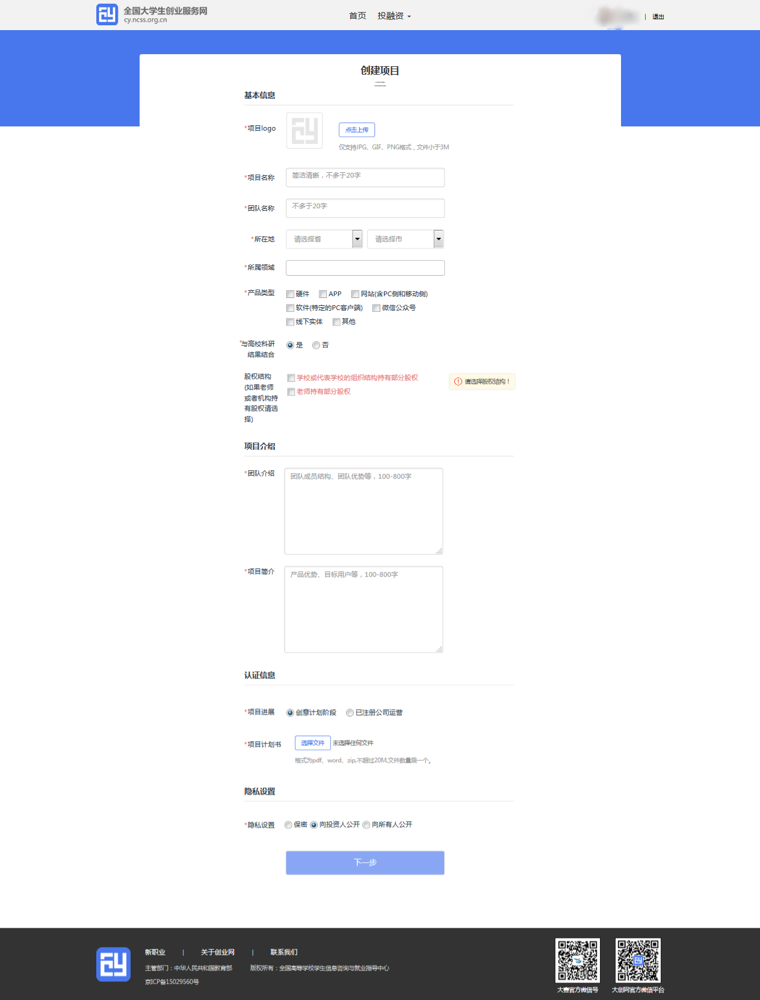 全国大学生创业服务网
cy.ncss.org.cn
首页 投融资
| 退出
创建项目
基本信息
*项目logo
点击上传
仅支持JPG、GIF、PNG格式，文件小于3M
*项目名称 简洁清晰，不多于20字
*团队名称 不多于20字
*所在地 请选择省 请选择市
*所属领域
*产品类型 硬件 APP 网站(含PC侧和移动侧)
软件(特定的PC客户端) 微信公众号
线下实体 其他
*与高校科研
结果结合
是 否
股权结构
(如果老师
或者机构持
有股权请选
择)
学校或代表学校的组织结构持有部分股权
老师持有部分股权
请选择股权结构！
项目介绍
*团队介绍 团队成员结构、团队优势等，100-800字
*项目简介 产品优势、目标用户等，100-800字
认证信息
*项目进展 创意计划阶段 已注册公司运营
*项目计划书 选择文件 未选择任何文件
格式为pdf、word、zip,不超过20M,文件数量限一个。
隐私设置
*隐私设置 保密 向投资人公开 向所有人公开
下一步
新职业 | 关于创业网 | 联系我们
主管部门：中华人民共和国教育部 版权所有：全国高等学校学生信息咨询与就业指导中心
京ICP备15029560号
大壹官方微信号 大创网官方微信平台